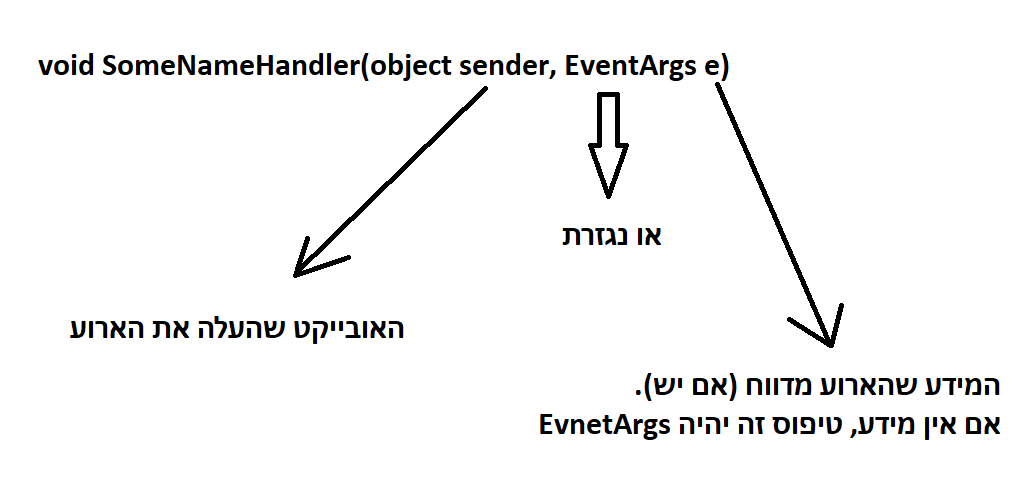 void SomeNameHandler(object sender, EventArgs e)
או נגזרת
האובייקט שהעלה את הארוע
המידע שהארוע מדווח (אם יש).
אם אין מידע, טיפוס זה יהיה EvnetArgs